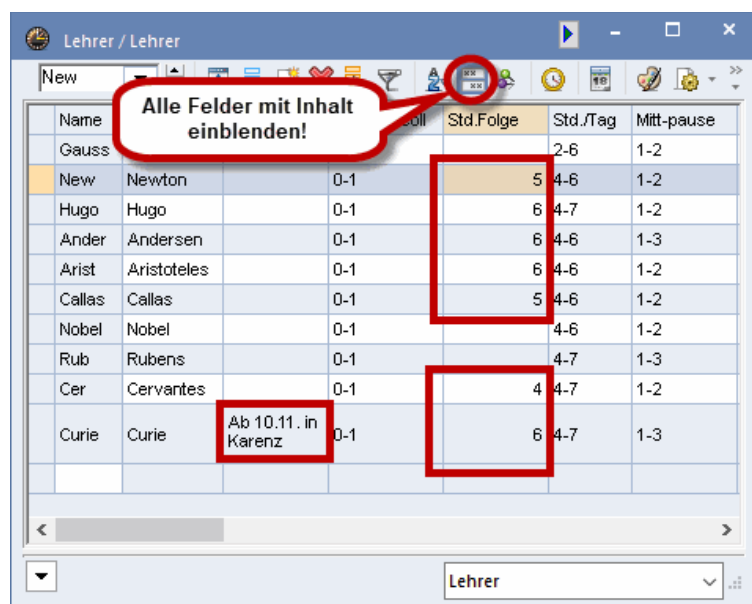 Lehrer / Lehrer
New
18
Alle Felder mit Inhalt
einblenden!
Name Std.Folge Std./Tag Mitt-pause
Gauss 2-6 1-2
New Newton 0-1 5 4-6 1-2
Hugo Hugo 0-1 6 4-7 1-2
Ander Andersen 0-1 6 4-6 1-3
Arist Aristoteles 0-1 6 4-6 1-2
Callas Callas 0-1 5 4-6 1-2
Nobel Nobel 0-1 4-6 1-2
Rub Rubens 0-1 4-7 1-3
Cer Cervantes 0-1 4 4-7 1-2
Curie Curie Ab 10.11. in
Karenz 0-1 6 4-7 1-3
Lehrer